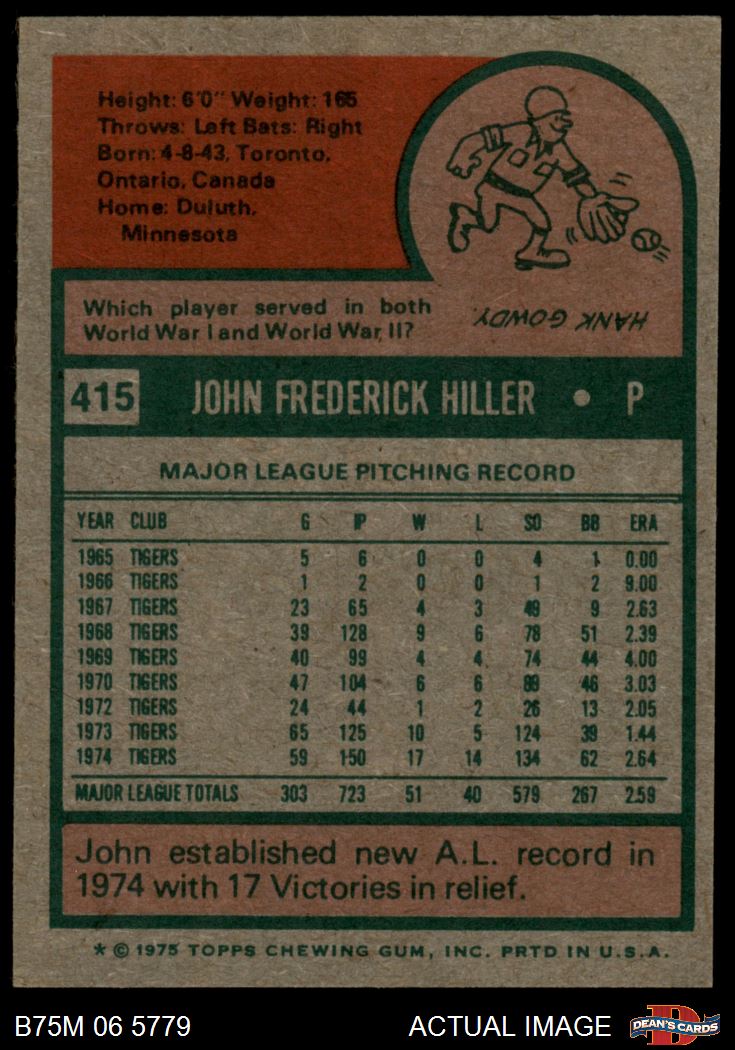 Height: 6'0" Weight: 165
Throws: Left Bats: Right
Born: 4-8-43, Toronto,
Ontario, Canada
Home: Duluth,
Minnesota
Which player served in both
World War I and World War II?
HANK GOWDY.
415 JOHN FREDERICK HILLER • P
MAJOR LEAGUE PITCHING RECORD
YEAR CLUB G IP W L SO BB ERA
1965 TIGERS 5 6 0 0 4 1 0.00
1966 TIGERS 1 2 0 0 1 2 9.00
1967 TIGERS 23 65 4 3 49 9 2.63
1968 TIGERS 39 128 9 6 78 51 2.39
1969 TIGERS 40 99 4 4 74 44 4.00
1970 TIGERS 47 104 6 6 89 46 3.03
1972 TIGERS 24 44 1 2 26 13 2.05
1973 TIGERS 65 125 10 5 124 39 1.44
1974 TIGERS 59 150 17 14 134 62 2.64
MAJOR LEAGUE TOTALS 303 723 51 40 579 267 2.59
John established new A.L. record in
1974 with 17 Victories in relief.
* © 1975 TOPPS CHEWING GUM, INC. PRTD IN U.S.A.
B75M 06 5779 ACTUAL IMAGE D DEAN'S CARDS